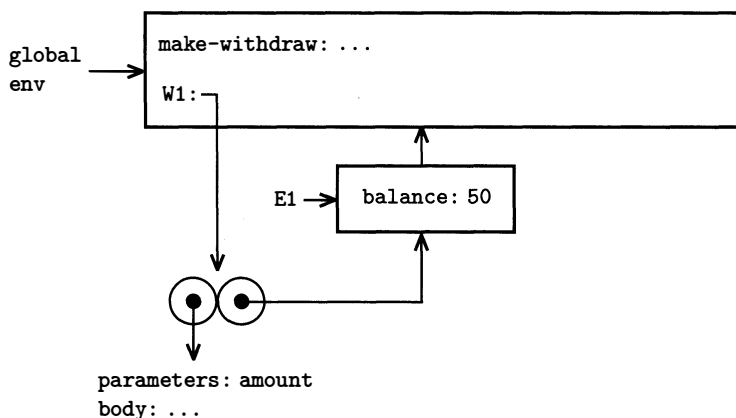 make-withdraw: ...
global
env
W1:
E1
balance: 50
parameters: amount
body: ...